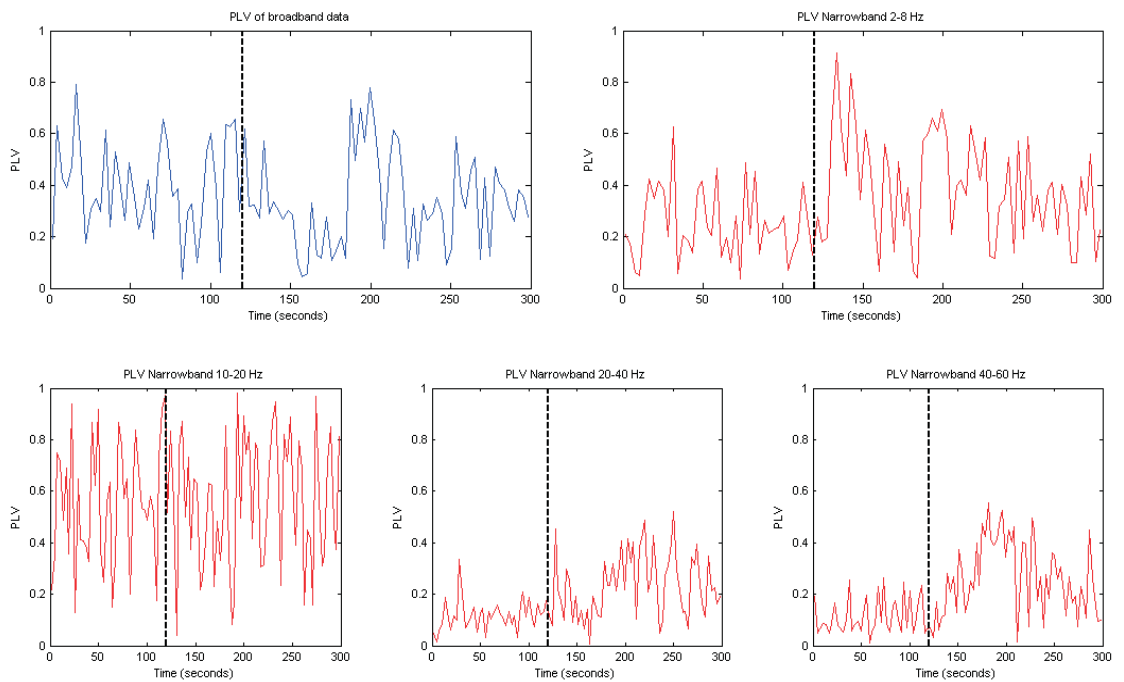 PLV of broadband data
1
0.8
0.6
0.4
0.2
0
PLV
0 50 100 150 200 250 300
Time (seconds)
PLV Narrowband 2-8 Hz
1
0.8
0.6
0.4
0.2
0
PLV
0 50 100 150 200 250 300
Time (seconds)
PLV Narrowband 10-20 Hz
1
0.8
0.6
0.4
0.2
0
PLV
0 50 100 150 200 250 300
Time (seconds)
PLV Narrowband 20-40 Hz
1
0.8
0.6
0.4
0.2
0
PLV
0 50 100 150 200 250 300
Time (seconds)
PLV Narrowband 40-60 Hz
1
0.8
0.6
0.4
0.2
0
PLV
0 50 100 150 200 250 300
Time (seconds)